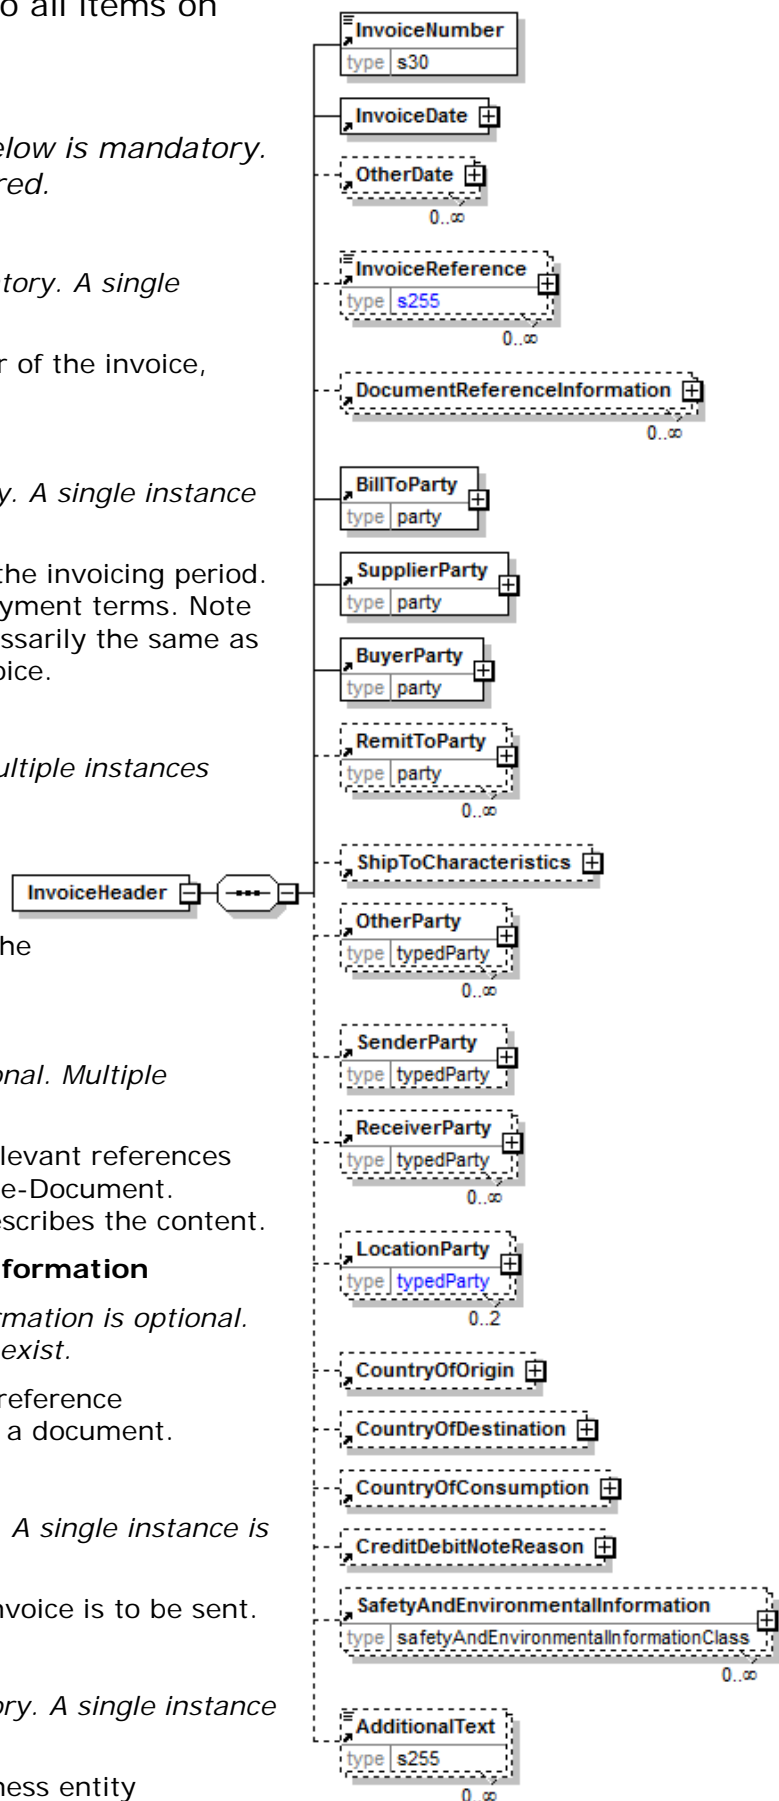 o all items on
elow is mandatory.
red.
tory. A single
r of the invoice,
y. A single instance
the invoicing period.
yment terms. Note
ssarily the same as
oice.
ultiple instances
he
onal. Multiple
levant references
e-Document.
escribes the content.
formation
rmation is optional.
exist.
reference
a document.
. A single instance is
nvoice is to be sent.
ory. A single instance
ness entity
InvoiceHeader
InvoiceNumber
type s30
InvoiceDate
OtherDate
0..∞
InvoiceReference
type s255
0..∞
DocumentReferenceInformation
0..∞
BillToParty
type party
SupplierParty
type party
BuyerParty
type party
RemitToParty
type party
0..∞
ShipToCharacteristics
OtherParty
type typedParty
0..∞
SenderParty
type typedParty
ReceiverParty
type typedParty
0..∞
LocationParty
type typedParty
0..2
CountryOfOrigin
CountryOfDestination
CountryOfConsumption
CreditDebitNoteReason
SafetyAndEnvironmentalInformation
type safetyAndEnvironmentalInformationClass
0..∞
AdditionalText
type s255
0..∞